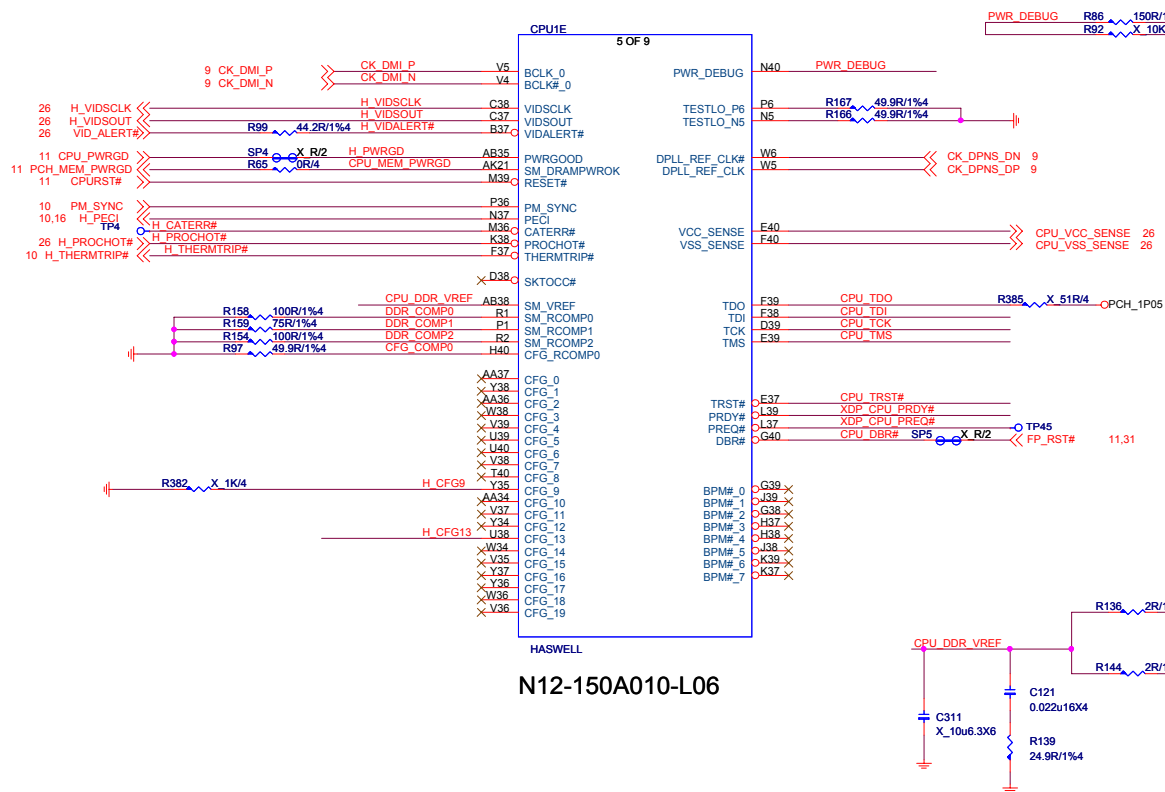 CPU1E
5 OF 9
PWR_DEBUG R86 150R/1
R92 X_10K
9 CK_DMI_P CK_DMI_P V5 BCLK_0
9 CK_DMI_N CK_DMI_N V4 BCLK#_0
26 H_VIDSCLK H_VIDSCLK C38 VIDSCLK
26 H_VIDSOUT H_VIDSOUT C37 VIDSOUT
26 VID_ALERT# R99 44.2R/1%4 H_VIDALERT# B37 VIDALERT#
11 CPU_PWRGD SP4 X_R/2 H_PWRGD AB35 PWRGOOD
11 PCH_MEM_PWRGD R65 0R/4 CPU_MEM_PWRGD AK21 SM_DRAMPWROK
11 CPURST# M39 RESET#
10 PM_SYNC P36 PM_SYNC
10,16 H_PECI N37 PECI
TP4 H_CATERR# M36 CATERR#
26 H_PROCHOT# H_PROCHOT# K38 PROCHOT#
10 H_THERMTRIP# H_THERMTRIP# F37 THERMTRIP#
D38 SKTOCC#
CPU_DDR_VREF AB38 SM_VREF
R158 100R/1%4 DDR_COMP0 R1 SM_RCOMP0
R159 75R/1%4 DDR_COMP1 P1 SM_RCOMP1
R154 100R/1%4 DDR_COMP2 R2 SM_RCOMP2
R97 49.9R/1%4 CFG_COMP0 H40 CFG_RCOMP0
AA37 CFG_0
Y38 CFG_1
AA36 CFG_2
W38 CFG_3
V39 CFG_4
U39 CFG_5
U40 CFG_6
V38 CFG_7
T40 CFG_8
R382 X_1K/4 H_CFG9 Y35 CFG_9
AA34 CFG_10
V37 CFG_11
Y34 CFG_12
H_CFG13 U38 CFG_13
W34 CFG_14
V35 CFG_15
Y37 CFG_16
Y36 CFG_17
W36 CFG_18
V36 CFG_19
PWR_DEBUG N40 PWR_DEBUG
TESTLO_P6 P6 R167 49.9R/1%4
TESTLO_N5 N5 R166 49.9R/1%4
DPLL_REF_CLK# W6 CK_DPNS_DN 9
DPLL_REF_CLK W5 CK_DPNS_DP 9
VCC_SENSE E40 CPU_VCC_SENSE 26
VSS_SENSE F40 CPU_VSS_SENSE 26
TDO F39 CPU_TDO R385 X_51R/4 PCH_1P05
TDI F38 CPU_TDI
TCK D39 CPU_TCK
TMS E39 CPU_TMS
TRST# E37 CPU_TRST#
PRDY# L39 XDP_CPU_PRDY#
PREQ# L37 XDP_CPU_PREQ# TP45
DBR# G40 CPU_DBR# SP5 X_R/2 FP_RST# 11,31
BPM#_0 G39
BPM#_1 J39
BPM#_2 G38
BPM#_3 H37
BPM#_4 H38
BPM#_5 J38
BPM#_6 K39
BPM#_7 K37
HASWELL
N12-150A010-L06
R136 2R/1
CPU_DDR_VREF
R144 2R/1
C121
0.022u16X4
C311
X_10u6.3X6
R139
24.9R/1%4